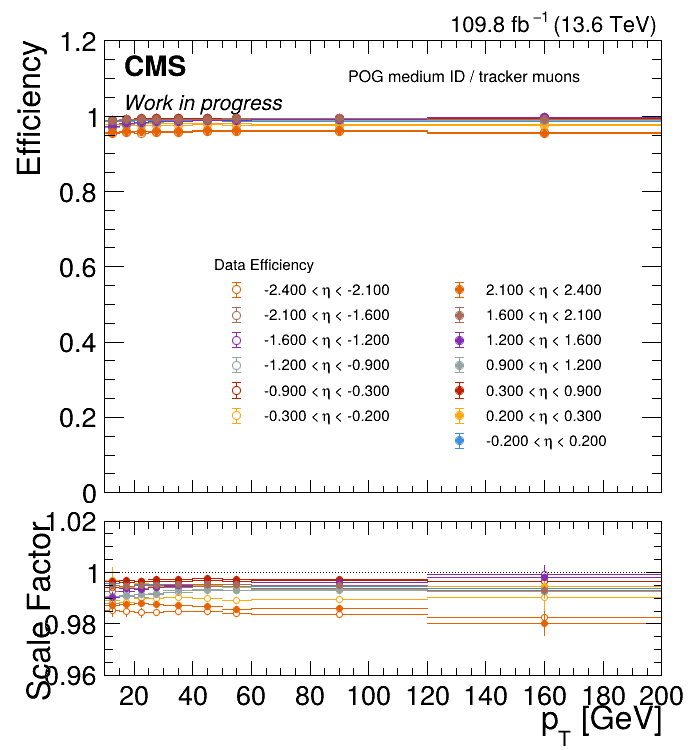 109.8 fb⁻¹ (13.6 TeV)
1.2
CMS
POG medium ID / tracker muons
Work in progress
Efficiency
1
0.8
0.6
Data Efficiency
-2.400 < η < -2.100 2.100 < η < 2.400
-2.100 < η < -1.600 1.600 < η < 2.100
-1.600 < η < -1.200 1.200 < η < 1.600
0.4
-1.200 < η < -0.900 0.900 < η < 1.200
-0.900 < η < -0.300 0.300 < η < 0.900
0.2
-0.300 < η < -0.200 0.200 < η < 0.300
-0.200 < η < 0.200
0
1.02
Scale Factor
1
0.98
0.96
20 40 60 80 100 120 140 160 180 200
p_T [GeV]